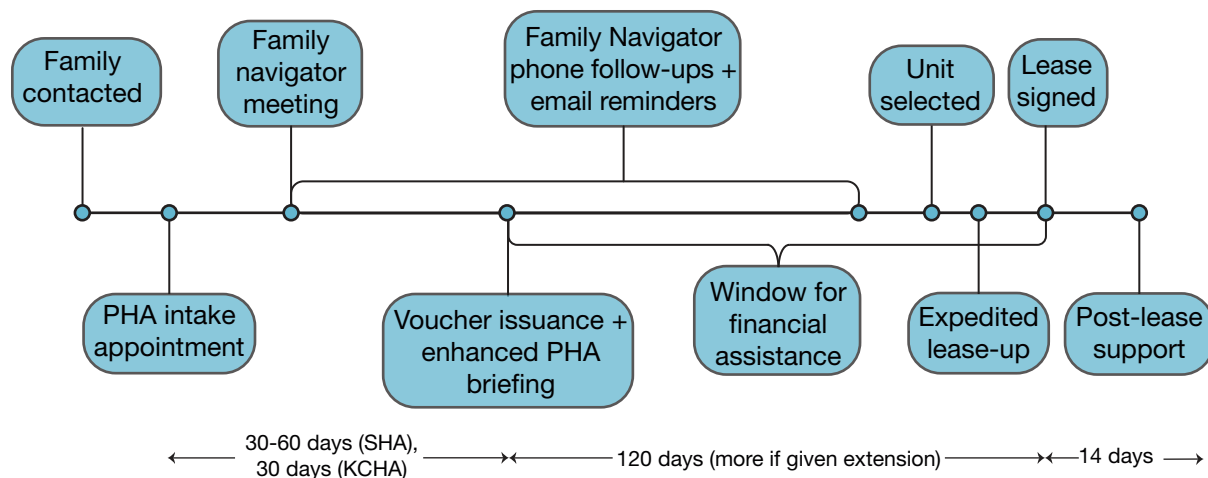 Family
contacted
Family
navigator
meeting
Family Navigator
phone follow-ups +
email reminders
Unit
selected
Lease
signed
PHA intake
appointment
Voucher issuance +
enhanced PHA
briefing
Window for
financial
assistance
Expedited
lease-up
Post-lease
support
30-60 days (SHA),
30 days (KCHA)
120 days (more if given extension)
14 days